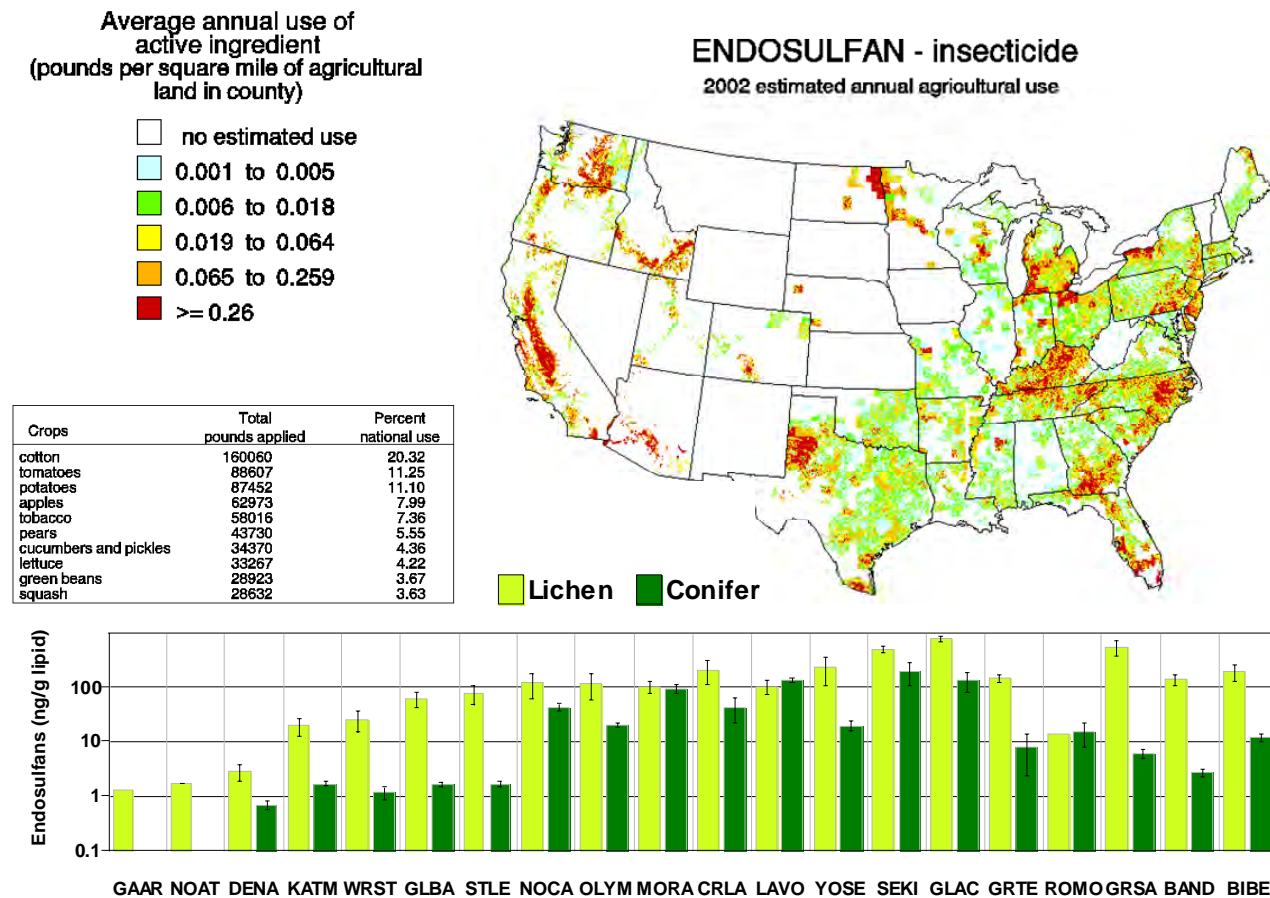 Average annual use of
active ingredient
(pounds per square mile of agricultural
land in county)
no estimated use
0.001 to 0.005
0.006 to 0.018
0.019 to 0.064
0.065 to 0.259
>= 0.26
ENDOSULFAN - insecticide
2002 estimated annual agricultural use
Crops Total pounds applied Percent national use
cotton 160060 20.32
tomatoes 88607 11.25
potatoes 87452 11.10
apples 62973 7.99
tobacco 58016 7.36
pears 43730 5.55
cucumbers and pickles 34370 4.36
lettuce 33267 4.22
green beans 28923 3.67
squash 28632 3.63
Lichen Conifer
Endosulfans (ng/g lipid)
100
10
1
0.1
GAAR NOAT DENA KATM WRST GLBA STLE NOCA OLYM MORA CRLA LAVO YOSE SEKI GLAC GRTE ROMO GRSA BAND BIBE